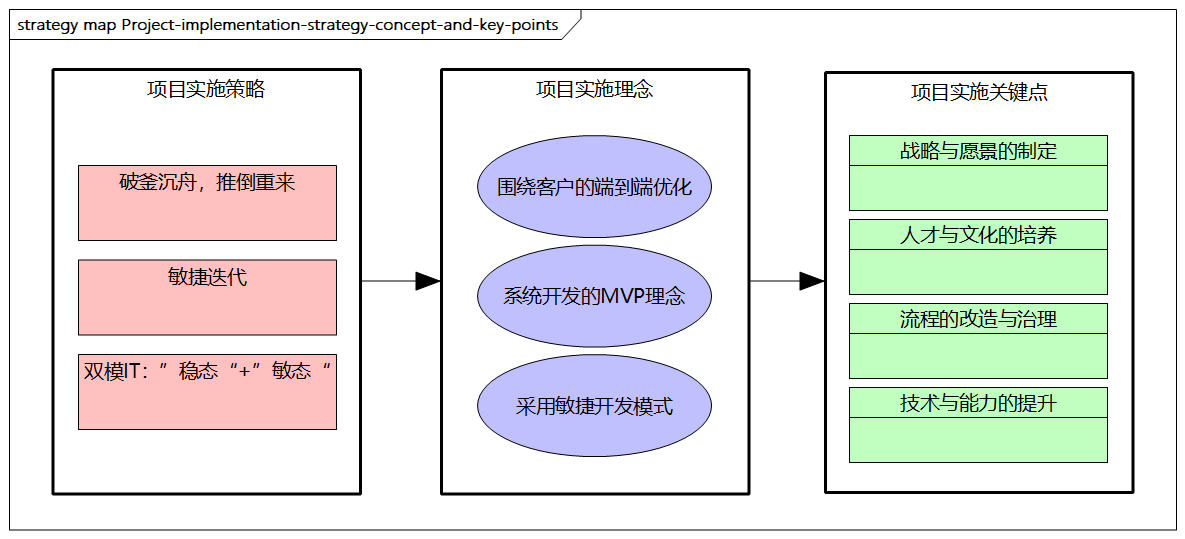 strategy map Project-implementation-strategy-concept-and-key-points
项目实施策略
破釜沉舟，推倒重来
敏捷迭代
双模IT：”稳态“+”敏态“
项目实施理念
围绕客户的端到端优化
系统开发的MVP理念
采用敏捷开发模式
项目实施关键点
战略与愿景的制定
人才与文化的培养
流程的改造与治理
技术与能力的提升